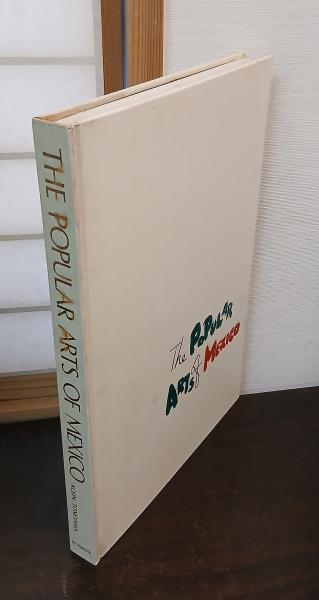 THE POPULAR ARTS OF MEXICO KOJIN TONEYAMA
The POPULAR
ARTS of MEXICO